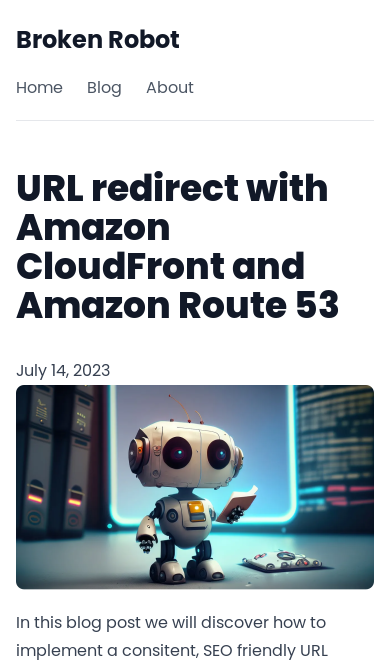 Broken Robot
Home Blog About
URL redirect with
Amazon
CloudFront and
Amazon Route 53
July 14, 2023
In this blog post we will discover how to
implement a consitent, SEO friendly URL